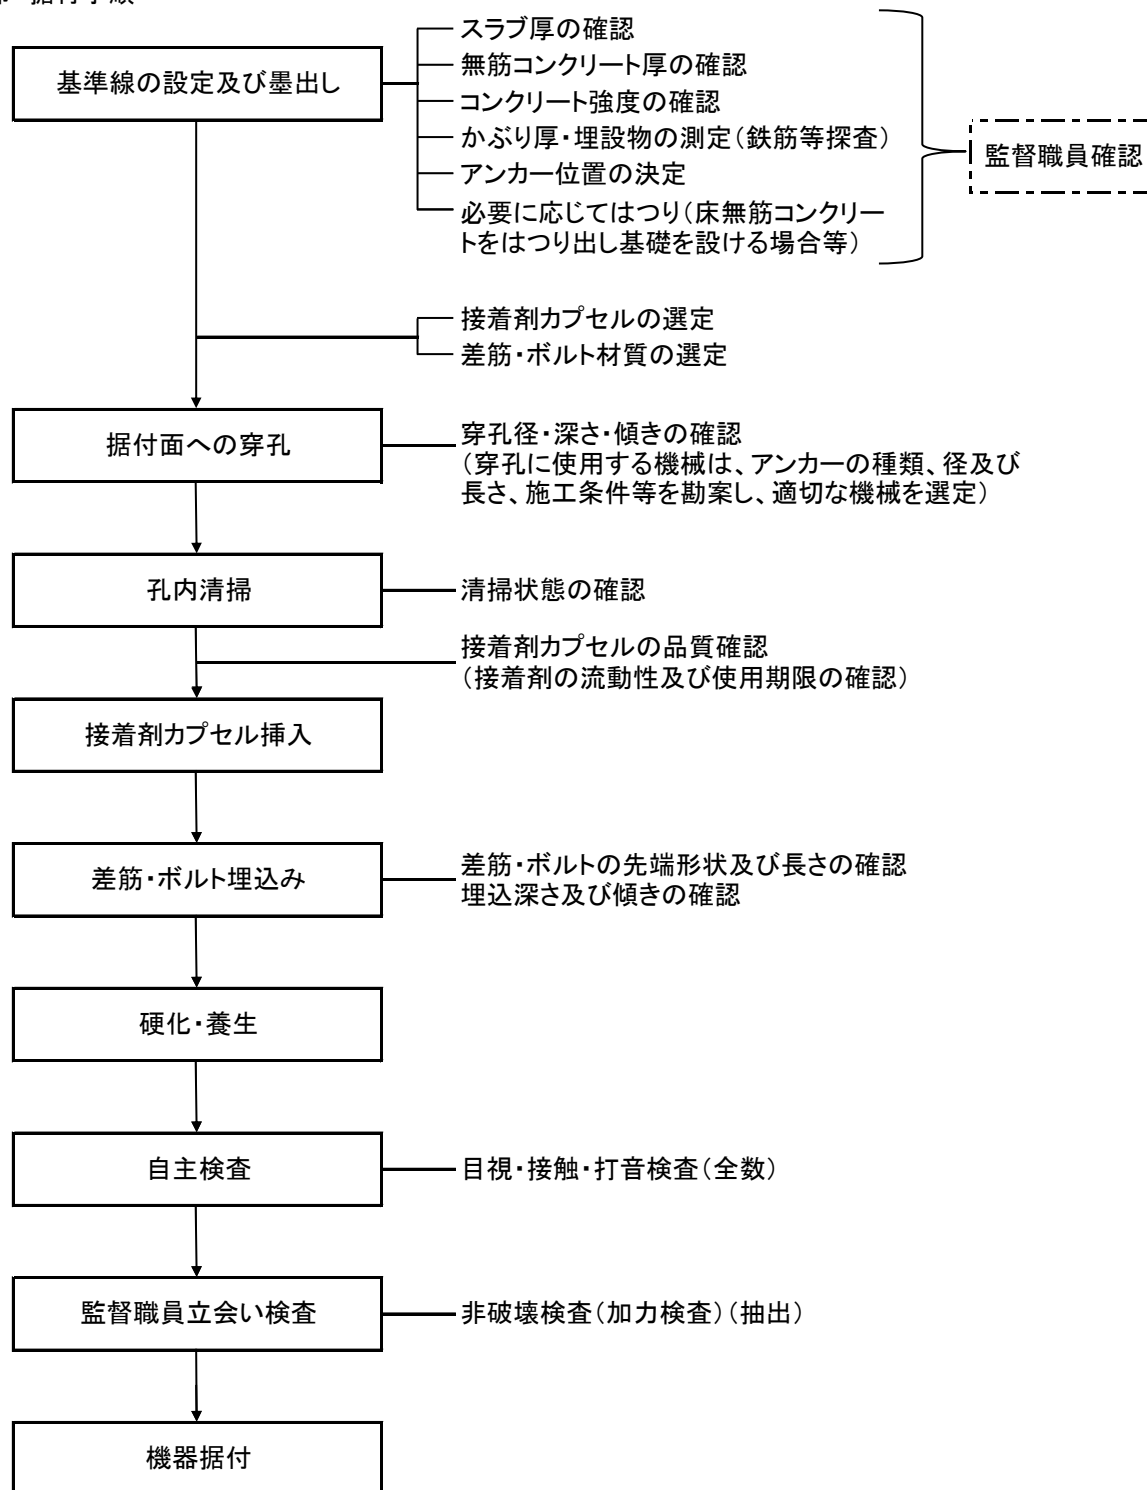 据付手順
スラブ厚の確認
基準線の設定及び墨出し
無筋コンクリート厚の確認
コンクリート強度の確認
かぶり厚・埋設物の測定(鉄筋等探査)
監督職員確認
アンカー位置の決定
必要に応じてはつり(床無筋コンクリー
トをはつり出し基礎を設ける場合等)
接着剤カプセルの選定
差筋・ボルト材質の選定
据付面への穿孔
穿孔径・深さ・傾きの確認
(穿孔に使用する機械は、アンカーの種類、径及び
長さ、施工条件等を勘案し、適切な機械を選定)
孔内清掃
清掃状態の確認
接着剤カプセルの品質確認
(接着剤の流動性及び使用期限の確認)
接着剤カプセル挿入
差筋・ボルト埋込み
差筋・ボルトの先端形状及び長さの確認
埋込深さ及び傾きの確認
硬化・養生
自主検査
目視・接触・打音検査(全数)
監督職員立会い検査
非破壊検査(加力検査)(抽出)
機器据付